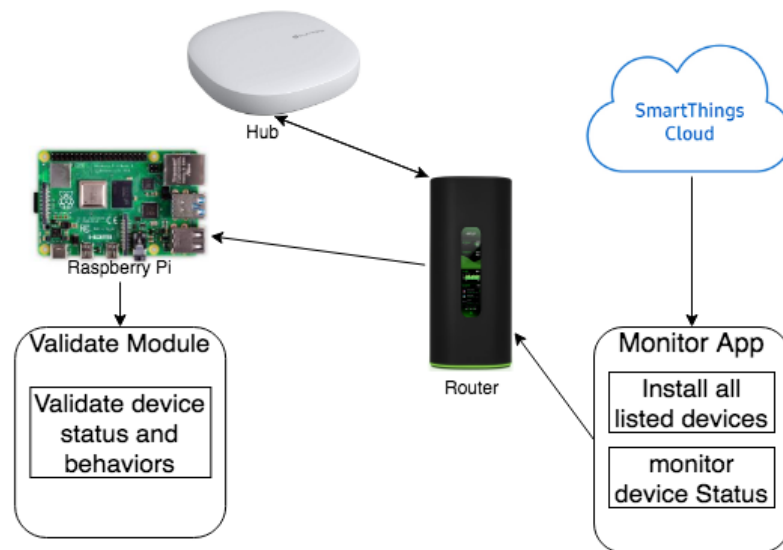 Hub
SmartThings
Cloud
Raspberry Pi
Router
Validate Module
Validate device
status and
behaviors
Monitor App
Install all
listed devices
monitor
device Status